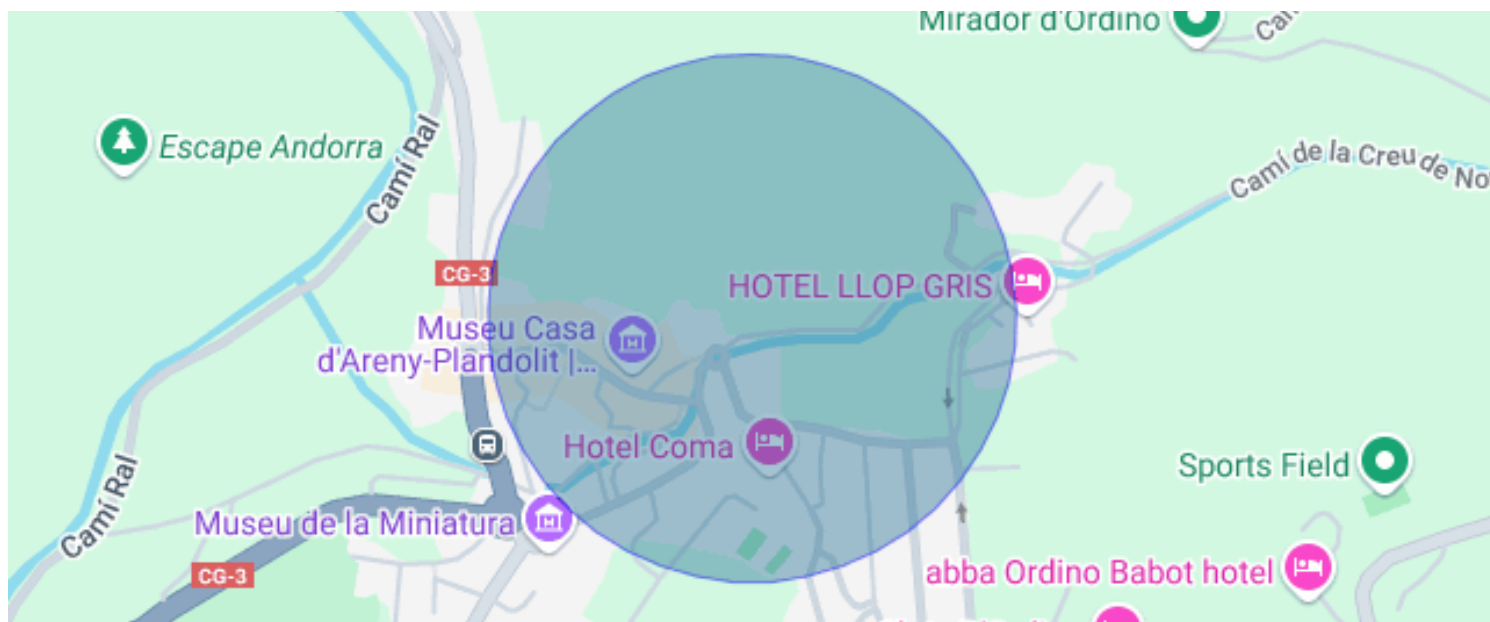 Mirador d'Ordino
Escape Andorra
Camí Ral
Camí de la Creu de No
CG-3
HOTEL LLOP GRIS
Museu Casa
d'Areny-Plandolit |...
Hotel Coma
Sports Field
Camí Ral
Museu de la Miniatura
CG-3
abba Ordino Babot hotel